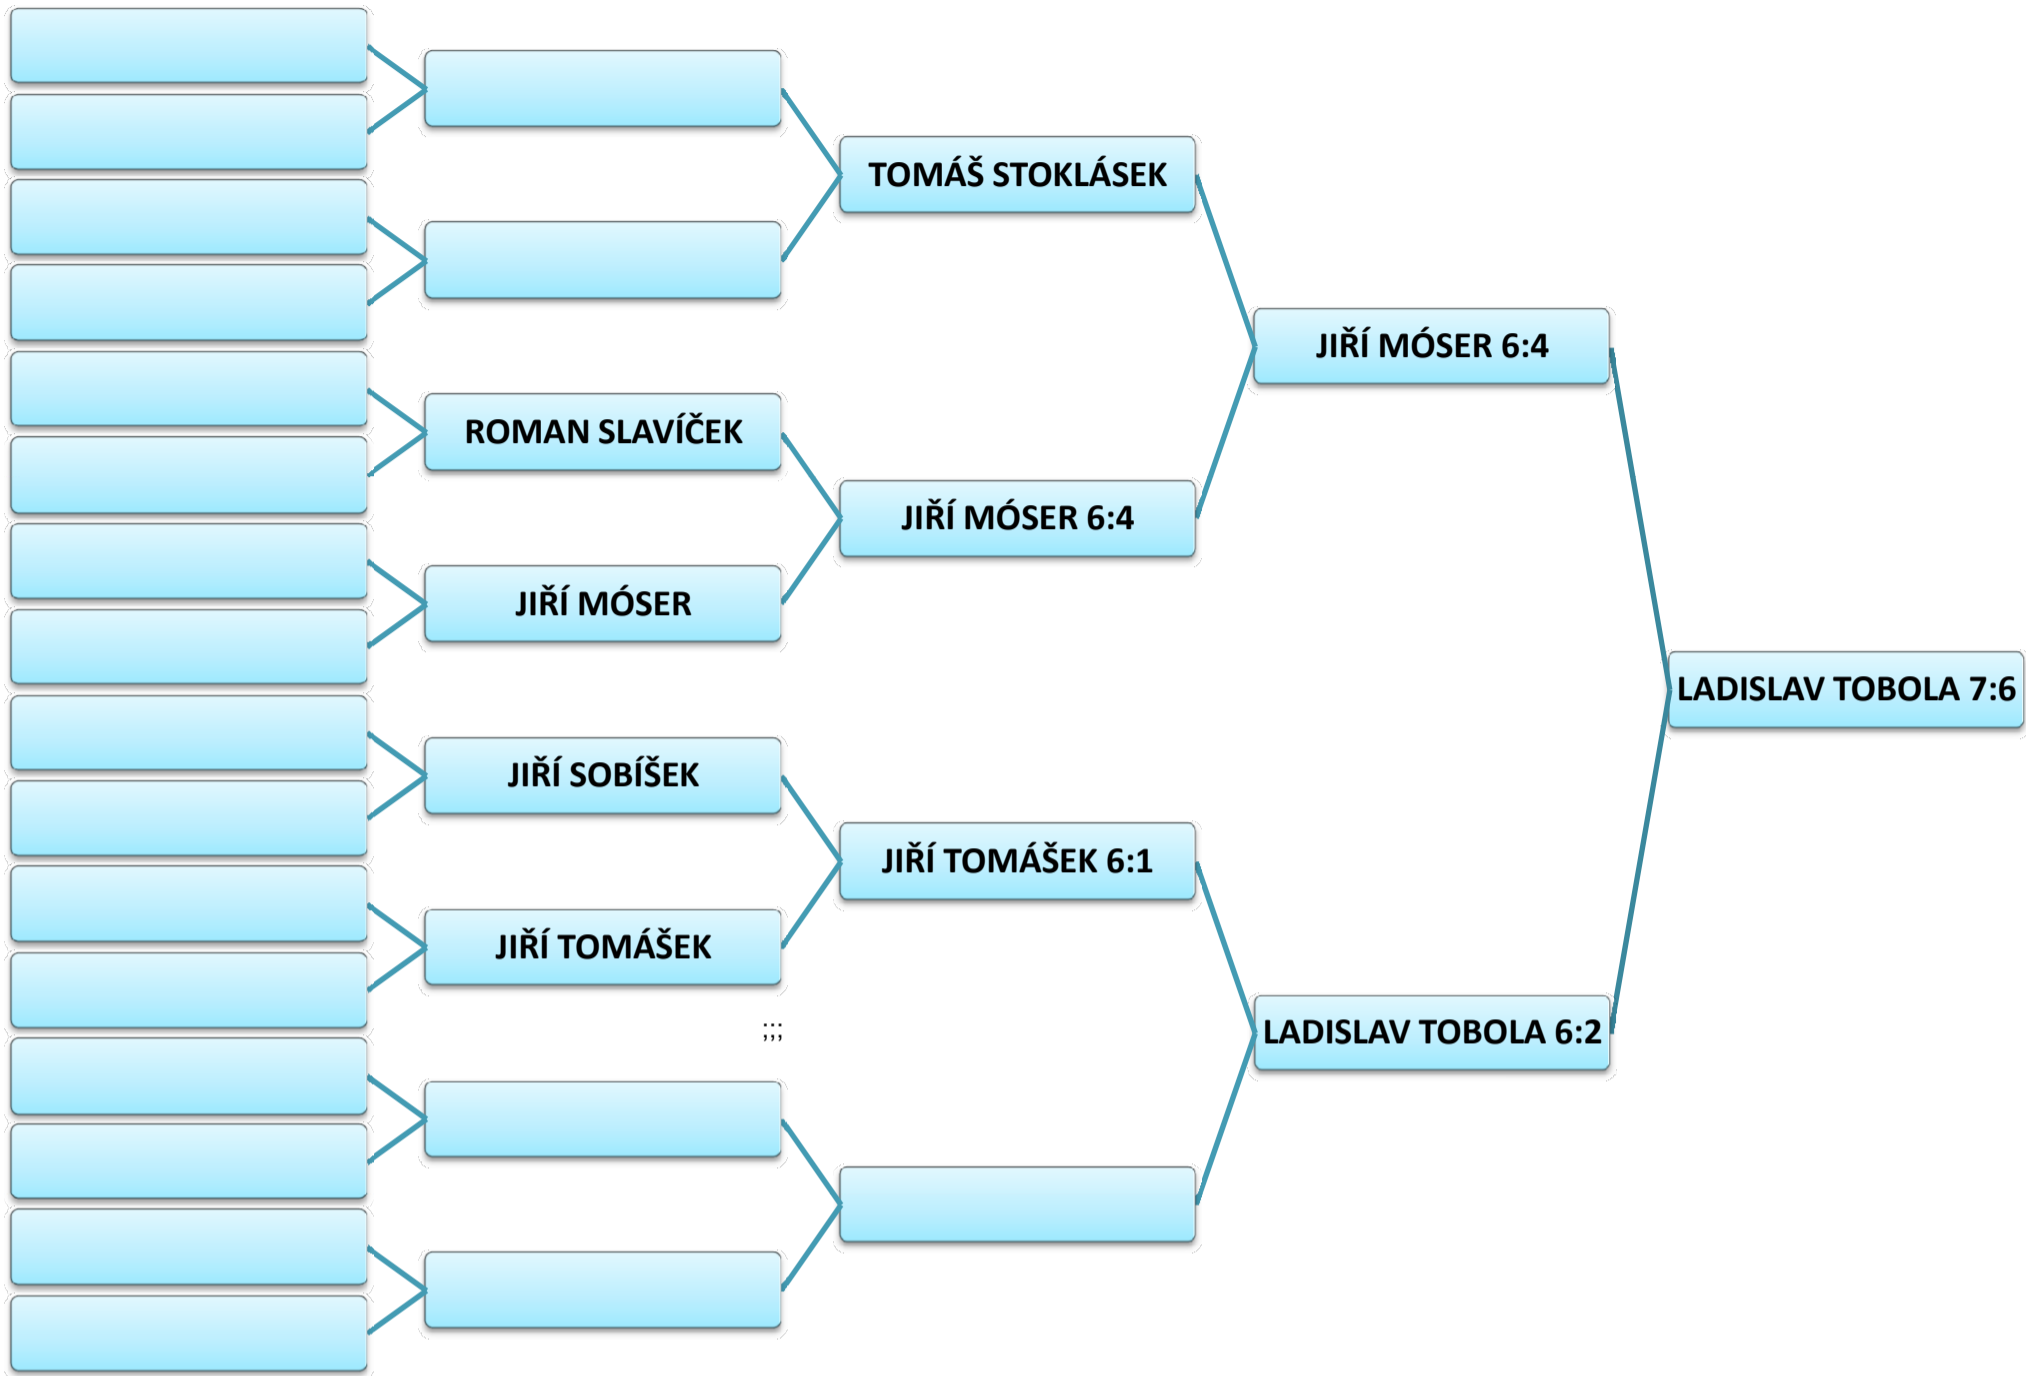 TOMÁŠ STOKLÁSEK
JIŘÍ MÓSER 6:4
ROMAN SLAVÍČEK
JIŘÍ MÓSER 6:4
JIŘÍ MÓSER
LADISLAV TOBOLA 7:6
JIŘÍ SOBÍŠEK
JIŘÍ TOMÁŠEK 6:1
JIŘÍ TOMÁŠEK
;;;
LADISLAV TOBOLA 6:2